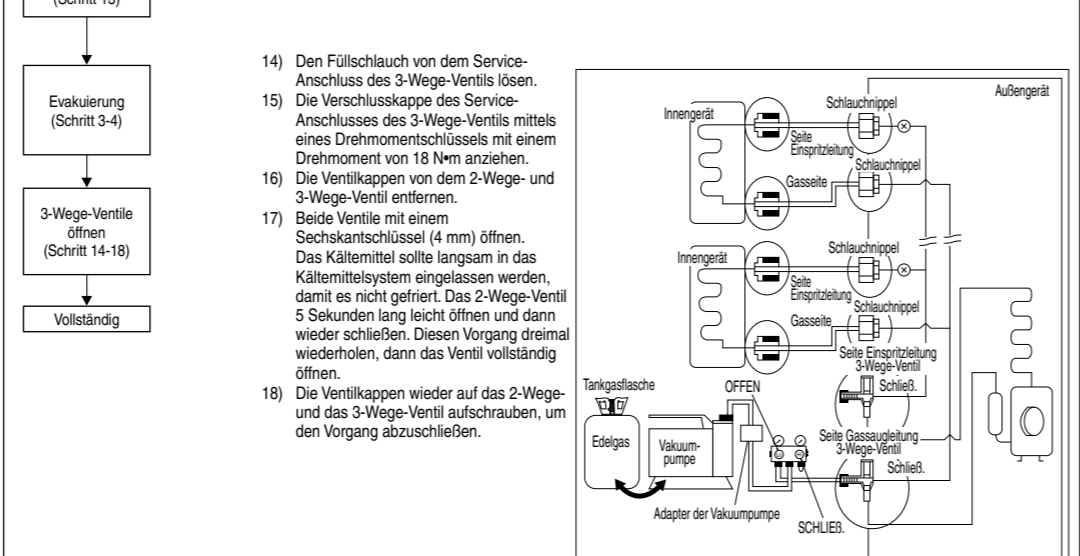 (Schritt 13)
Evakuierung
(Schritt 3-4)
3-Wege-Ventile
öffnen
(Schritt 14-18)
Vollständig
14) Den Füllschlauch von dem Service-
Anschluss des 3-Wege-Ventils lösen.
15) Die Verschlusskappe des Service-
Anschlusses des 3-Wege-Ventils mittels
eines Drehmomentschlüssels mit einem
Drehmoment von 18 N•m anziehen.
16) Die Ventilkappen von dem 2-Wege- und
3-Wege-Ventil entfernen.
17) Beide Ventile mit einem
Sechskantschlüssel (4 mm) öffnen.
Das Kältemittel sollte langsam in das
Kältemittelsystem eingelassen werden,
damit es nicht gefriert. Das 2-Wege-Ventil
5 Sekunden lang leicht öffnen und dann
wieder schließen. Diesen Vorgang dreimal
wiederholen, dann das Ventil vollständig
öffnen.
18) Die Ventilkappen wieder auf das 2-Wege-
und das 3-Wege-Ventil aufschrauben, um
den Vorgang abzuschließen.
Außengerät
Innengerät
Schlauchnippel
Seite
Einspritzleitung
Schlauchnippel
Gasseite
Innengerät
Schlauchnippel
Seite
Einspritzleitung
Schlauchnippel
Gasseite
Seite Einspritzleitung
3-Wege-Ventil
Schließ.
Tankgasflasche
OFFEN
Edelgas
Vakuum-
pumpe
Seite Gassaugleitung
3-Wege-Ventil
Schließ.
Adapter der Vakuumpumpe
SCHLIEß.